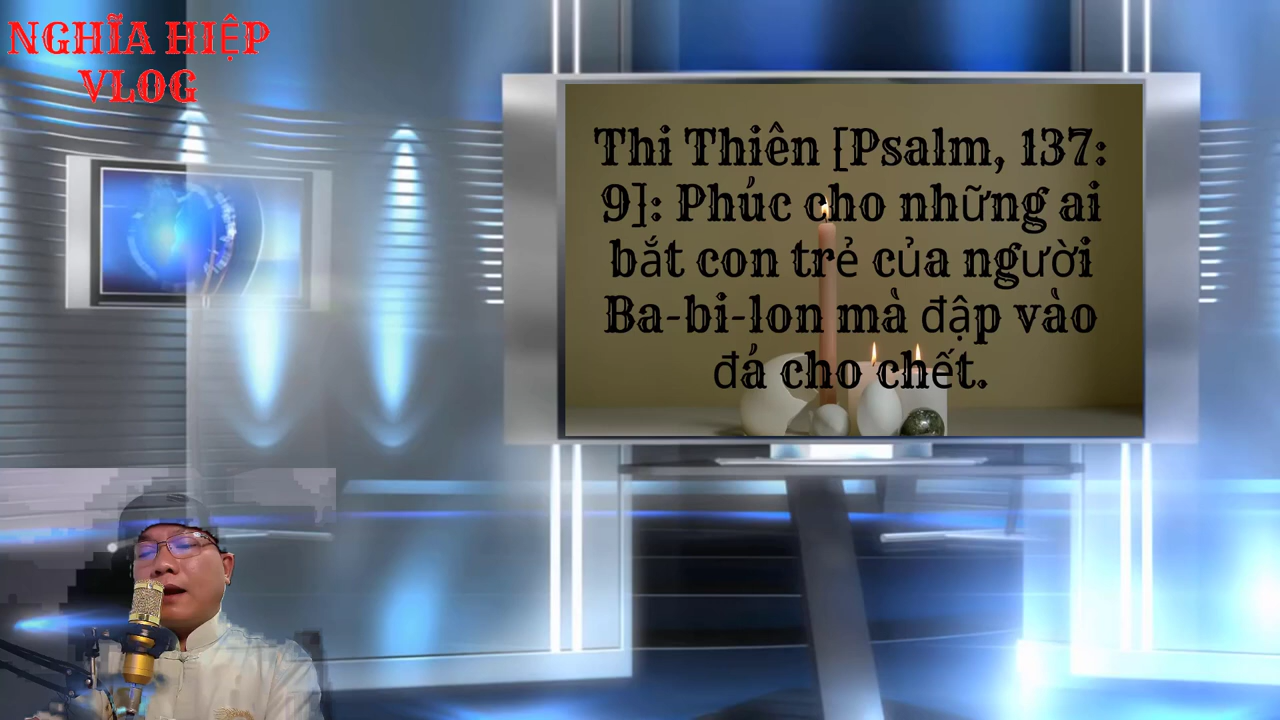 NGHĨA HIỆP
VLOG
Thi Thiên [Psalm, 137:
9]: Phúc cho những ai
bắt con trẻ của người
Ba-bi-lon mà đập vào
đá cho chết.